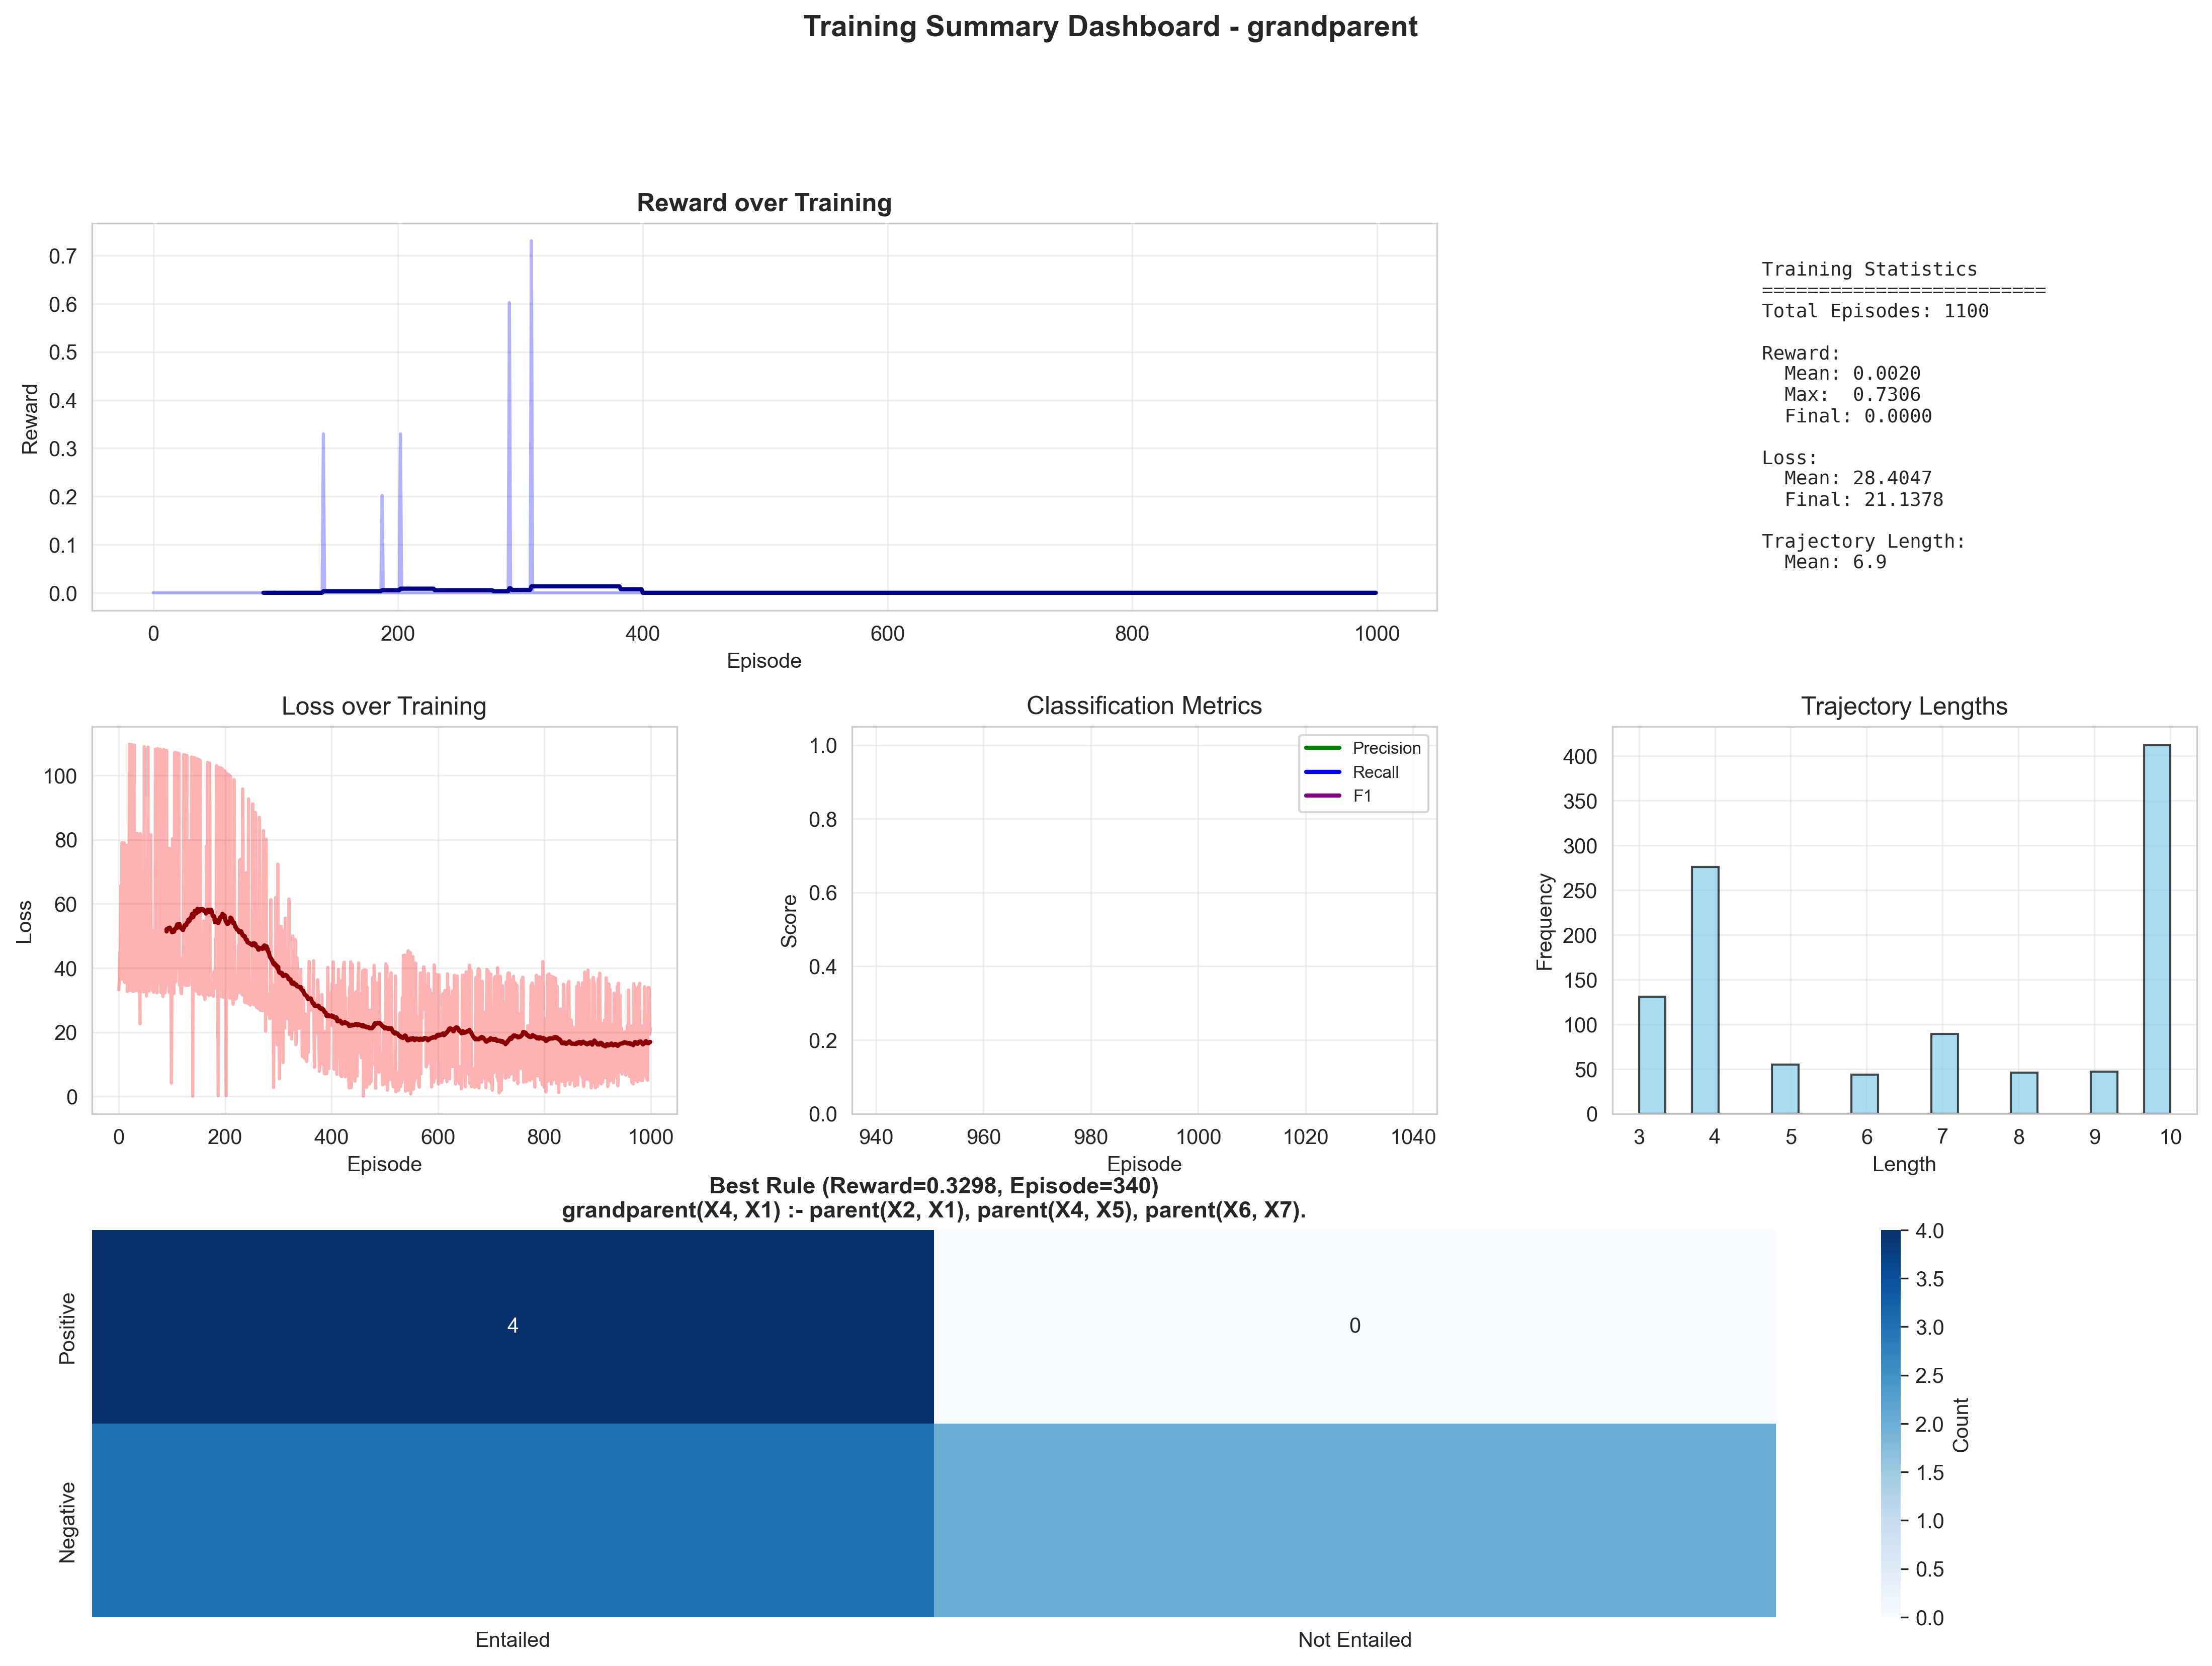 Training Summary Dashboard - grandparent
Reward over Training
0.7
0.6
0.5
0.4
0.3
0.2
0.1
0.0
Reward
0 200 400 600 800 1000
Episode
Training Statistics
=========================
Total Episodes: 1100
Reward:
Mean: 0.0020
Max: 0.7306
Final: 0.0000
Loss:
Mean: 28.4047
Final: 21.1378
Trajectory Length:
Mean: 6.9
Loss over Training
100
80
60
40
20
0
Loss
0 200 400 600 800 1000
Episode
Classification Metrics
1.0
0.8
0.6
0.4
0.2
0.0
Score
Precision
Recall
F1
940 960 980 1000 1020 1040
Episode
Trajectory Lengths
400
350
300
250
200
150
100
50
0
Frequency
3 4 5 6 7 8 9 10
Length
Best Rule (Reward=0.3298, Episode=340)
grandparent(X4, X1) :- parent(X2, X1), parent(X4, X5), parent(X6, X7).
Positive
4 0
Negative
Entailed Not Entailed
4.0
3.5
3.0
2.5
2.0
1.5
1.0
0.5
0.0
Count